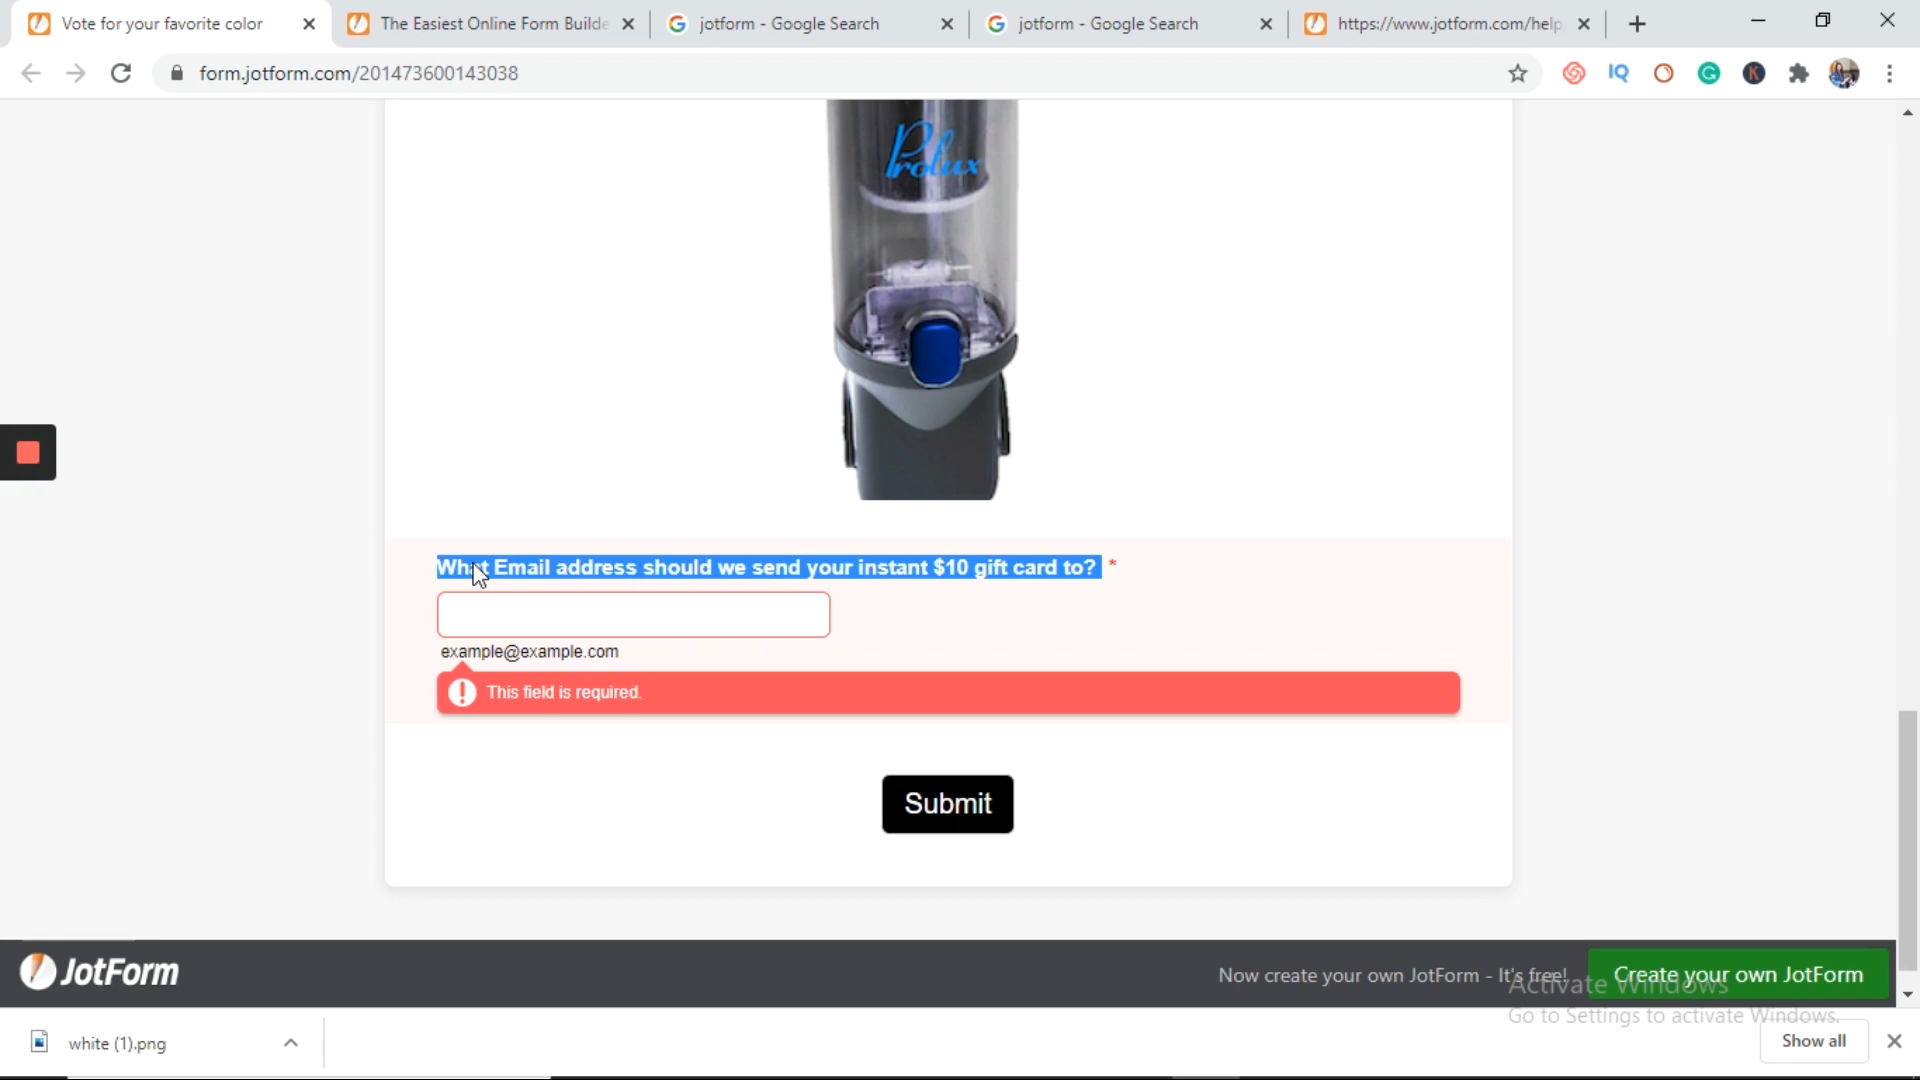 Vote for your favorite color
The Easiest Online Form Builde
jotform - Google Search
jotform - Google Search
https://www.jotform.com/help
form.jotform.com/201473600143038
IQ
K
Prolux
What Email address should we send your instant $10 gift card to? *
example@example.com
This field is required.
Submit
JotForm
Now create your own JotForm - It's free!
Create your own JotForm
Activate Windows
Go to Settings to activate Windows.
white (1).png
Show all